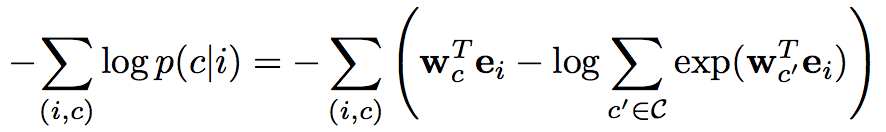 $-\sum_{(i,c)} \log p(c|i) = -\sum_{(i,c)} \left( \mathbf{w}_c^T \mathbf{e}_i - \log \sum_{c' \in \mathcal{C}} \exp(\mathbf{w}_{c'}^T \mathbf{e}_i) \right)$